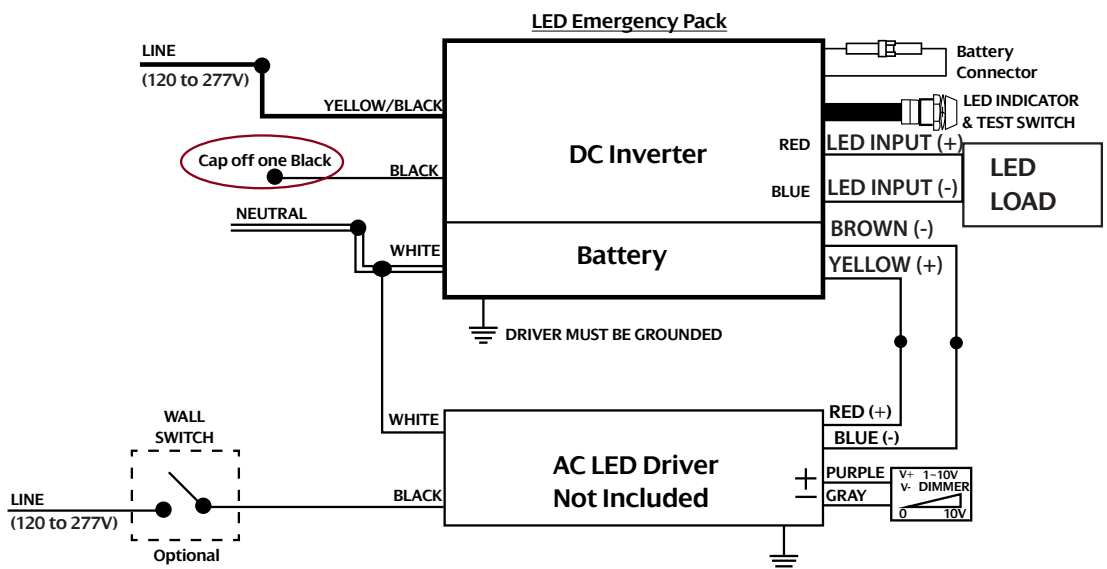 LED Emergency Pack
LINE
(120 to 277V)
YELLOW/BLACK
Cap off one Black
BLACK
NEUTRAL
WHITE
DC Inverter
Battery
RED
BLUE
Battery
Connector
LED INDICATOR
& TEST SWITCH
LED INPUT (+)
LED INPUT (-)
LED
LOAD
BROWN (-)
YELLOW (+)
DRIVER MUST BE GROUNDED
WALL
SWITCH
LINE
(120 to 277V)
Optional
WHITE
BLACK
AC LED Driver
Not Included
RED (+)
BLUE (-)
+ PURPLE
− GRAY
V+ 1~10V
V- DIMMER
0 10V